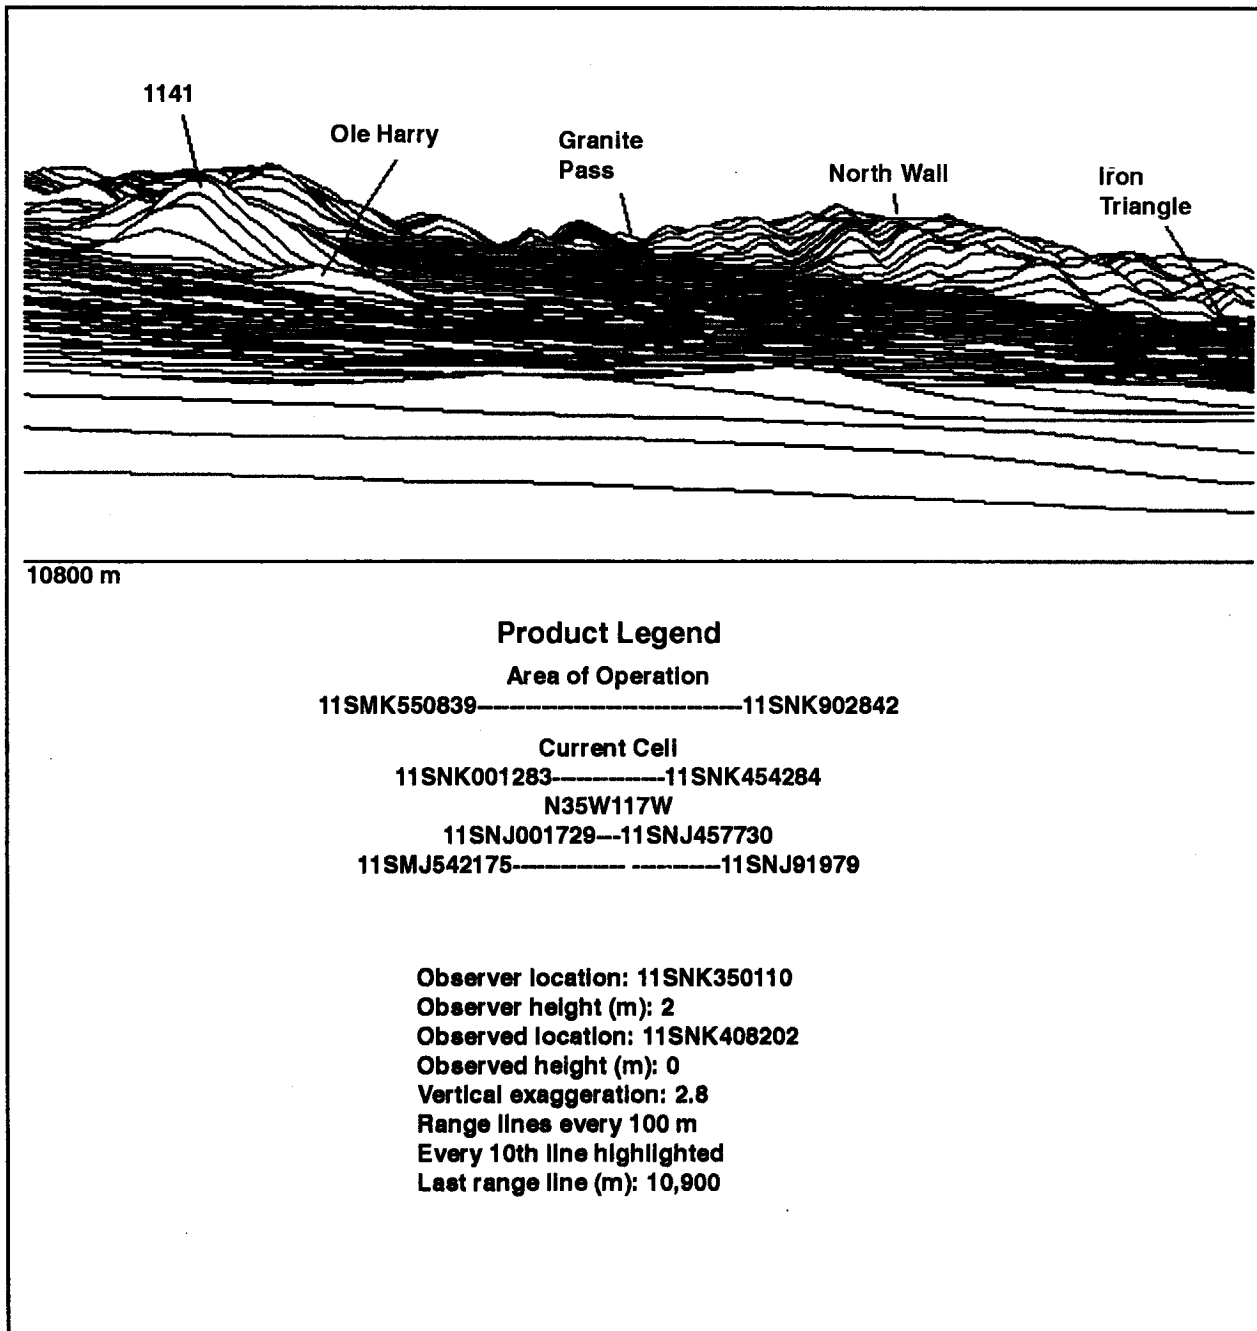 1141
Ole Harry
Granite
Pass
North Wall
Iron
Triangle
10800 m
Product Legend
Area of Operation
11SMK550839-----------------------------11SNK902842
Current Cell
11SNK001283--------------11SNK454284
N35W117W
11SNJ001729---11SNJ457730
11SMJ542175--------------- -----------11SNJ91979
Observer location: 11SNK350110
Observer height (m): 2
Observed location: 11SNK408202
Observed height (m): 0
Vertical exaggeration: 2.8
Range lines every 100 m
Every 10th line highlighted
Last range line (m): 10,900